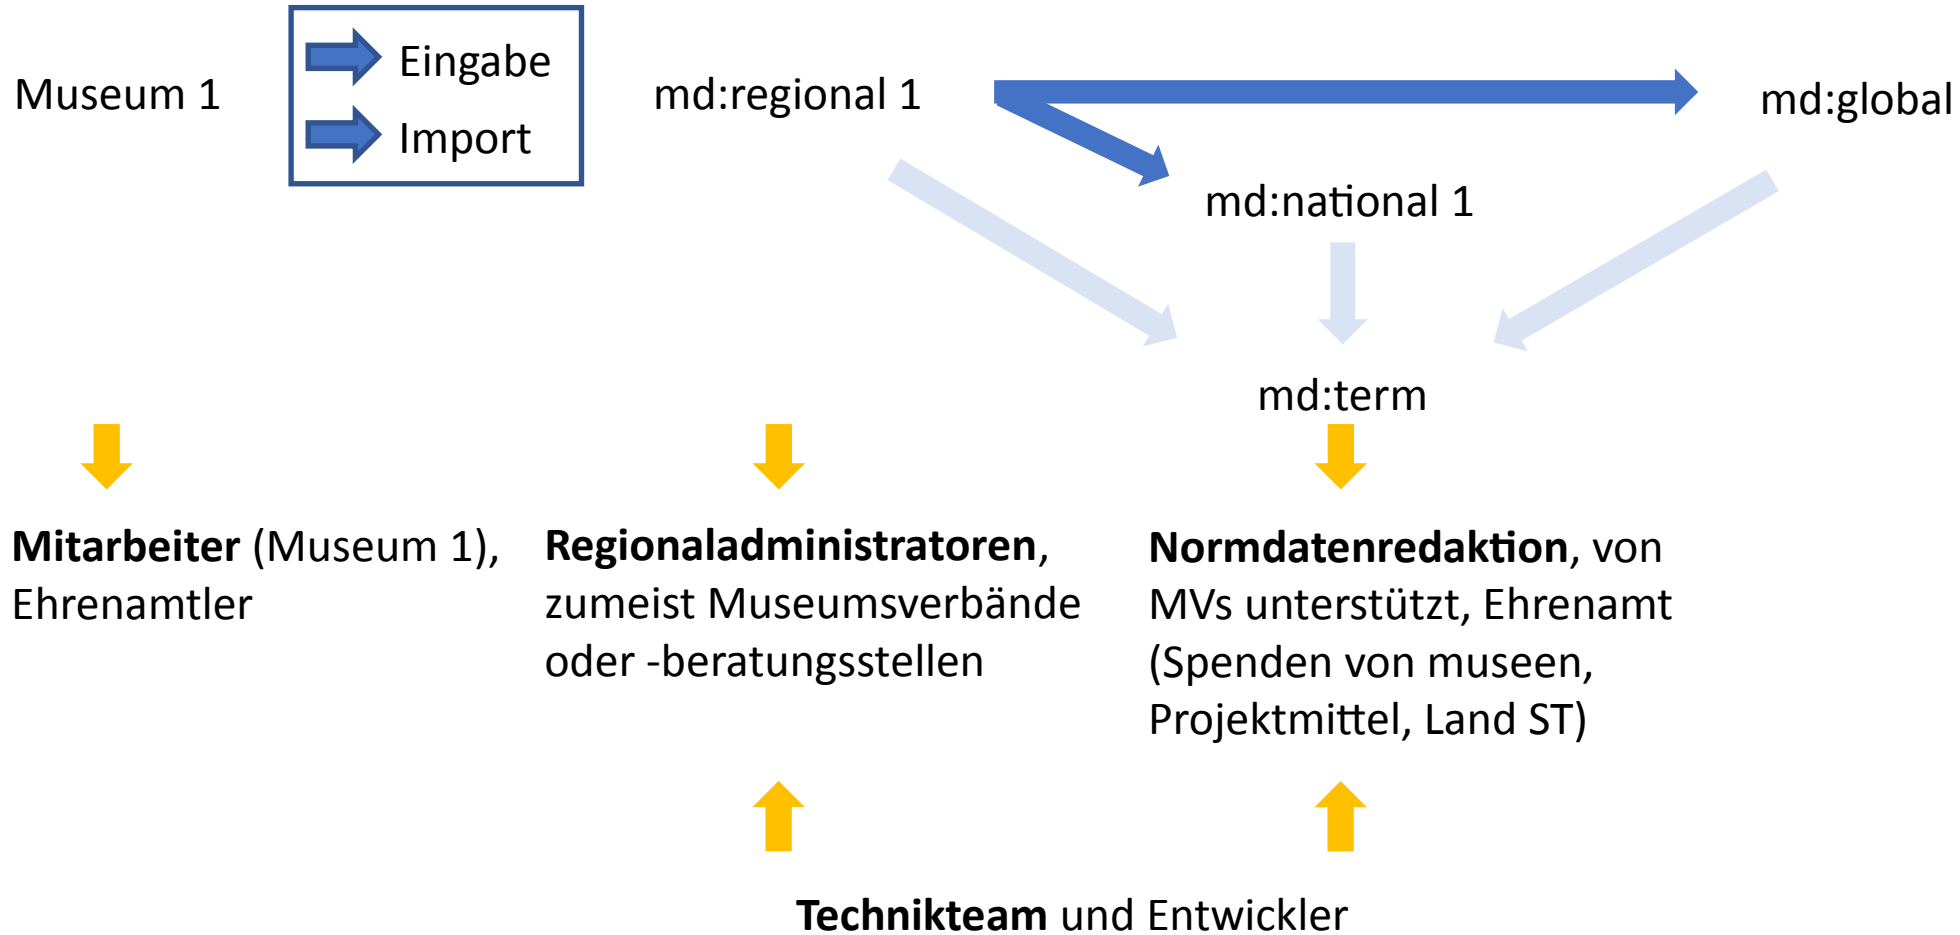 Museum 1
Eingabe
Import
md:regional 1
md:global
md:national 1
md:term
Mitarbeiter (Museum 1),
Ehrenamtler
Regionaladministratoren,
zumeist Museumsverbände
oder -beratungsstellen
Normdatenredaktion, von
MVs unterstützt, Ehrenamt
(Spenden von museen,
Projektmittel, Land ST)
Technikteam und Entwickler